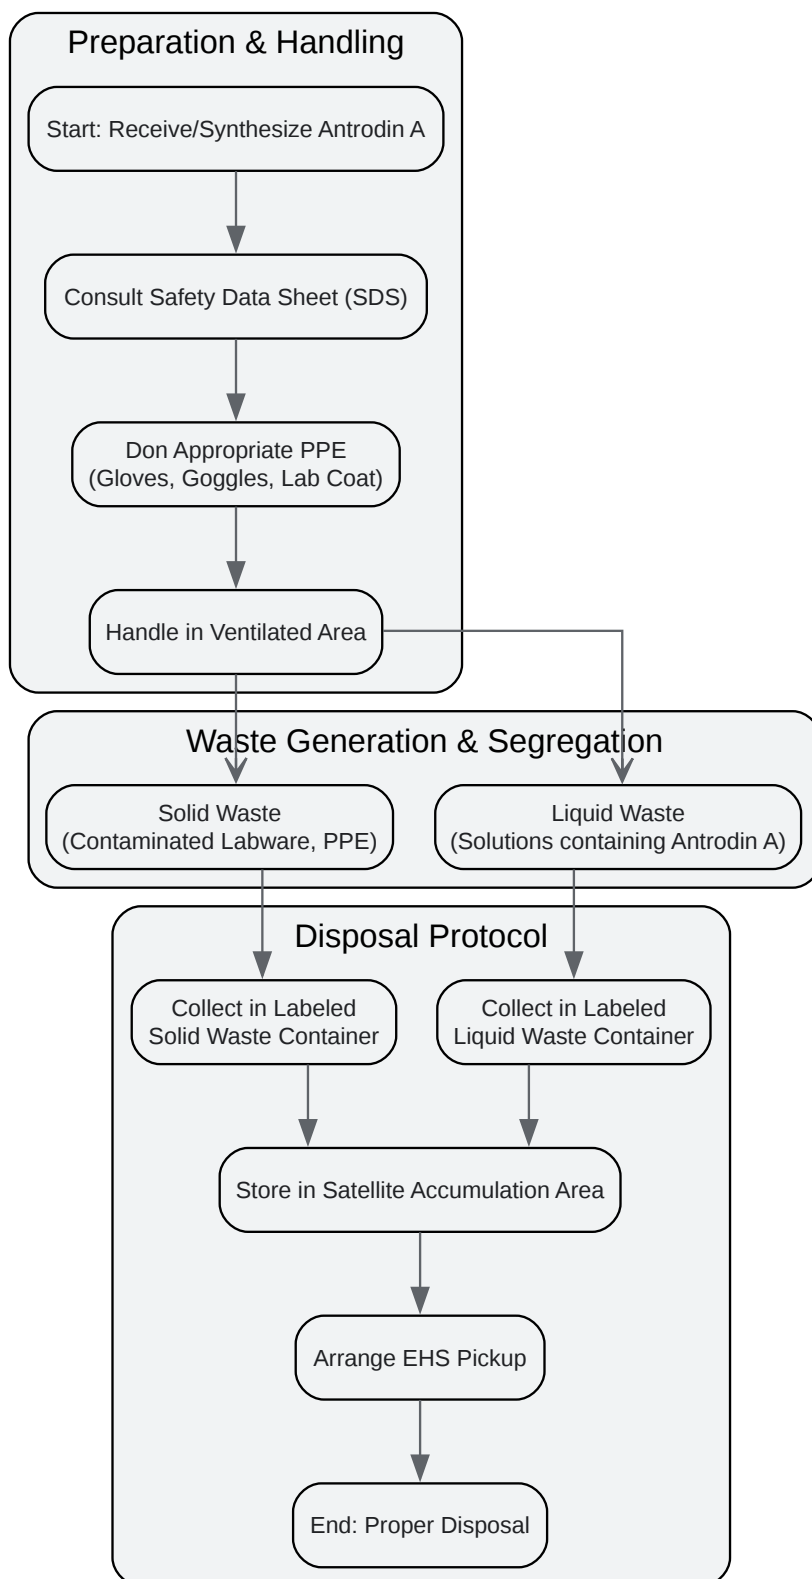 Preparation & Handling
Start: Receive/Synthesize Antrodin A
Consult Safety Data Sheet (SDS)
Don Appropriate PPE
(Gloves, Goggles, Lab Coat)
Handle in Ventilated Area
Waste Generation & Segregation
Solid Waste
(Contaminated Labware, PPE)
Liquid Waste
(Solutions containing Antrodin A)
Disposal Protocol
Collect in Labeled
Solid Waste Container
Collect in Labeled
Liquid Waste Container
Store in Satellite Accumulation Area
Arrange EHS Pickup
End: Proper Disposal